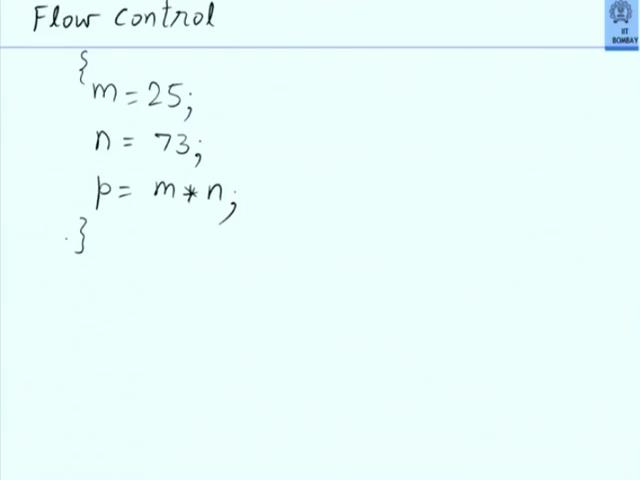 Flow control
IIT
BOMBAY
{
m = 25;
n = 73;
p = m * n;
}